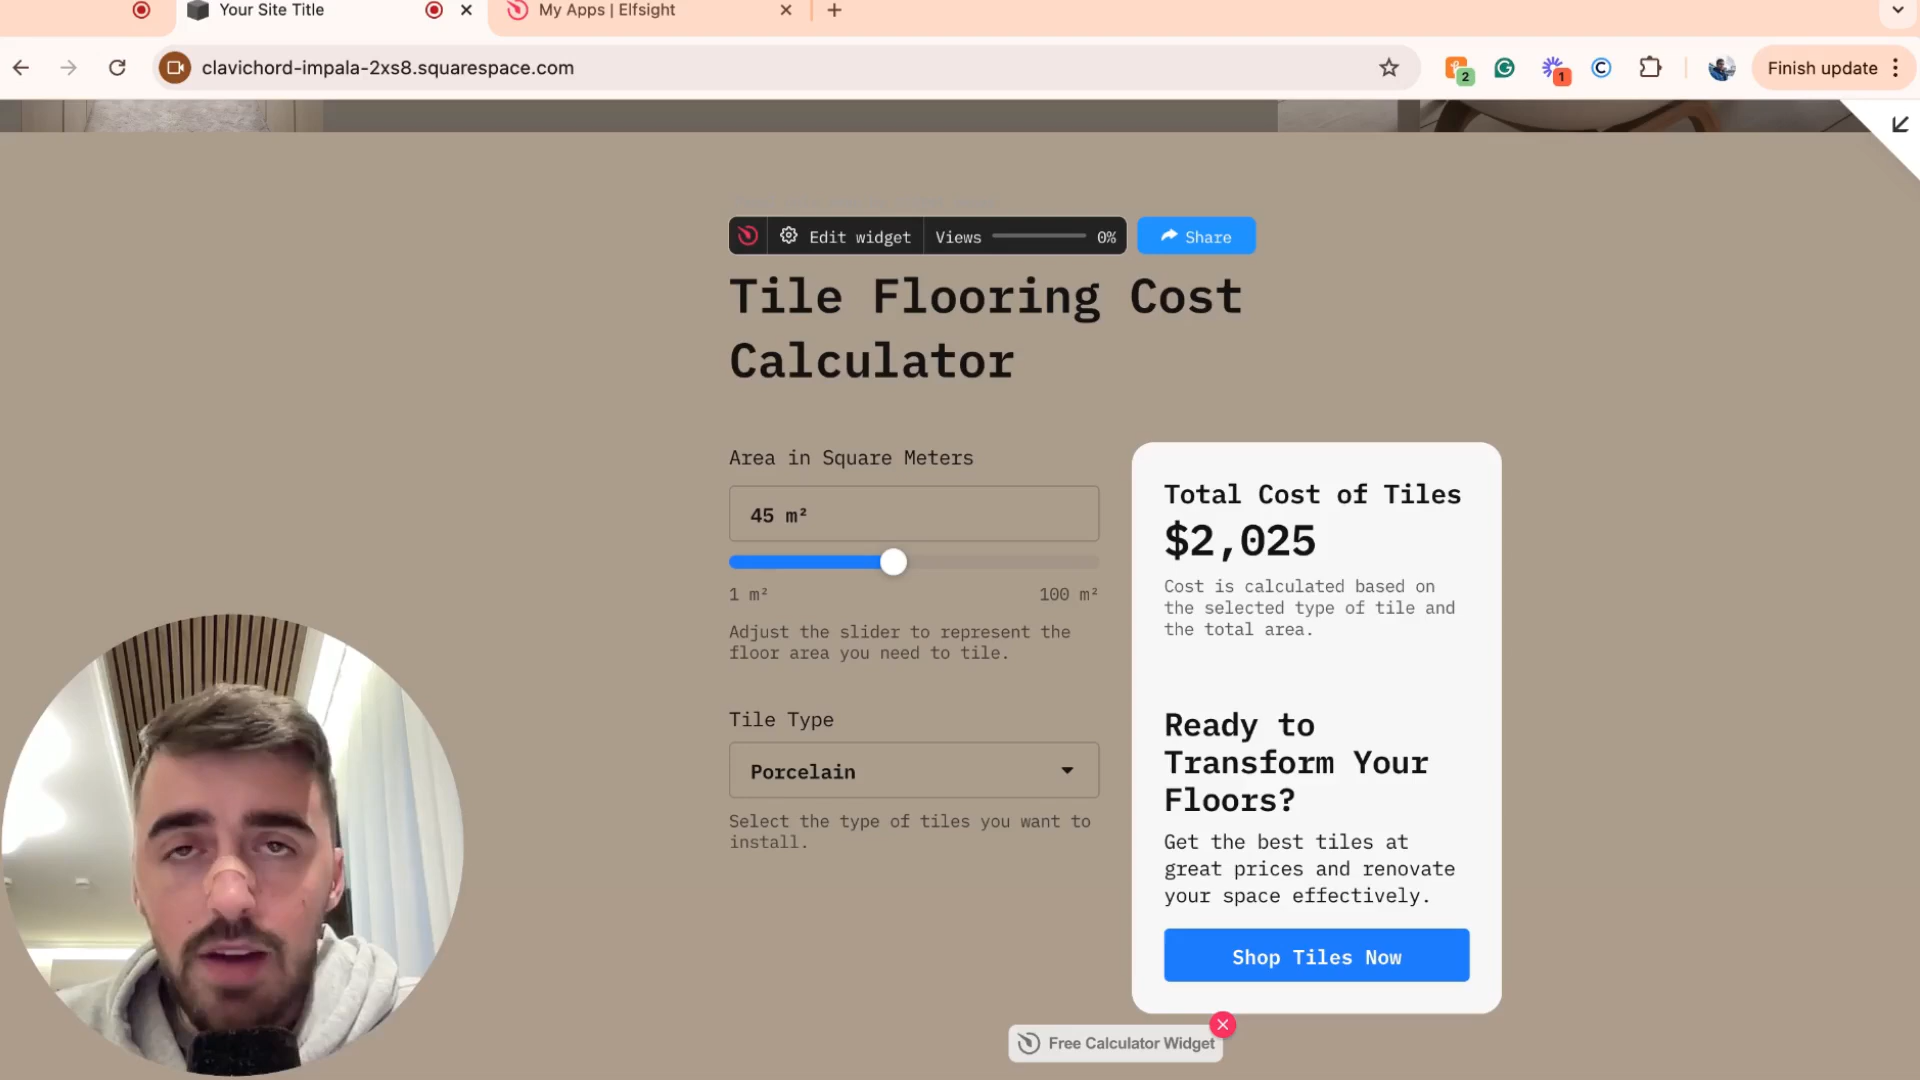 Your Site Title
My Apps | Elfsight
clavichord-impala-2xs8.squarespace.com
2
1
Finish update
Edit widget
Views
0%
Share
Tile Flooring Cost
Calculator
Area in Square Meters
45 m²
1 m²
100 m²
Adjust the slider to represent the
floor area you need to tile.
Tile Type
Porcelain
Select the type of tiles you want to
install.
Total Cost of Tiles
$2,025
Cost is calculated based on
the selected type of tile and
the total area.
Ready to
Transform Your
Floors?
Get the best tiles at
great prices and renovate
your space effectively.
Shop Tiles Now
Free Calculator Widget